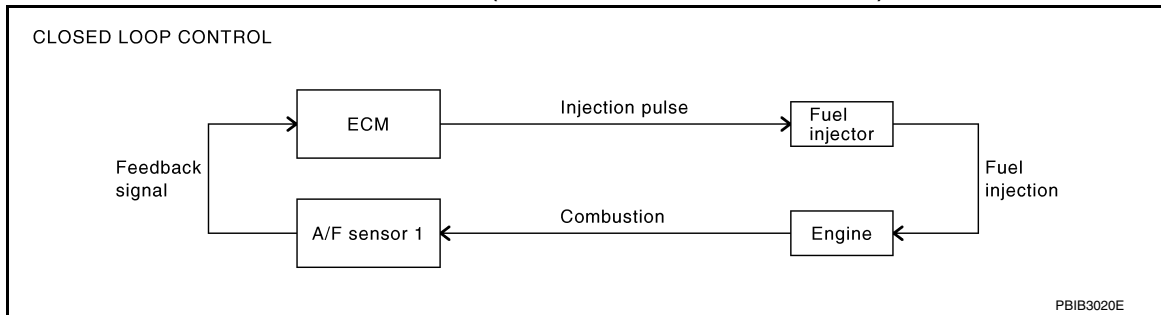 CLOSED LOOP CONTROL
ECM
Injection pulse
Fuel
injector
Feedback
signal
Fuel
injection
A/F sensor 1
Combustion
Engine
PBIB3020E